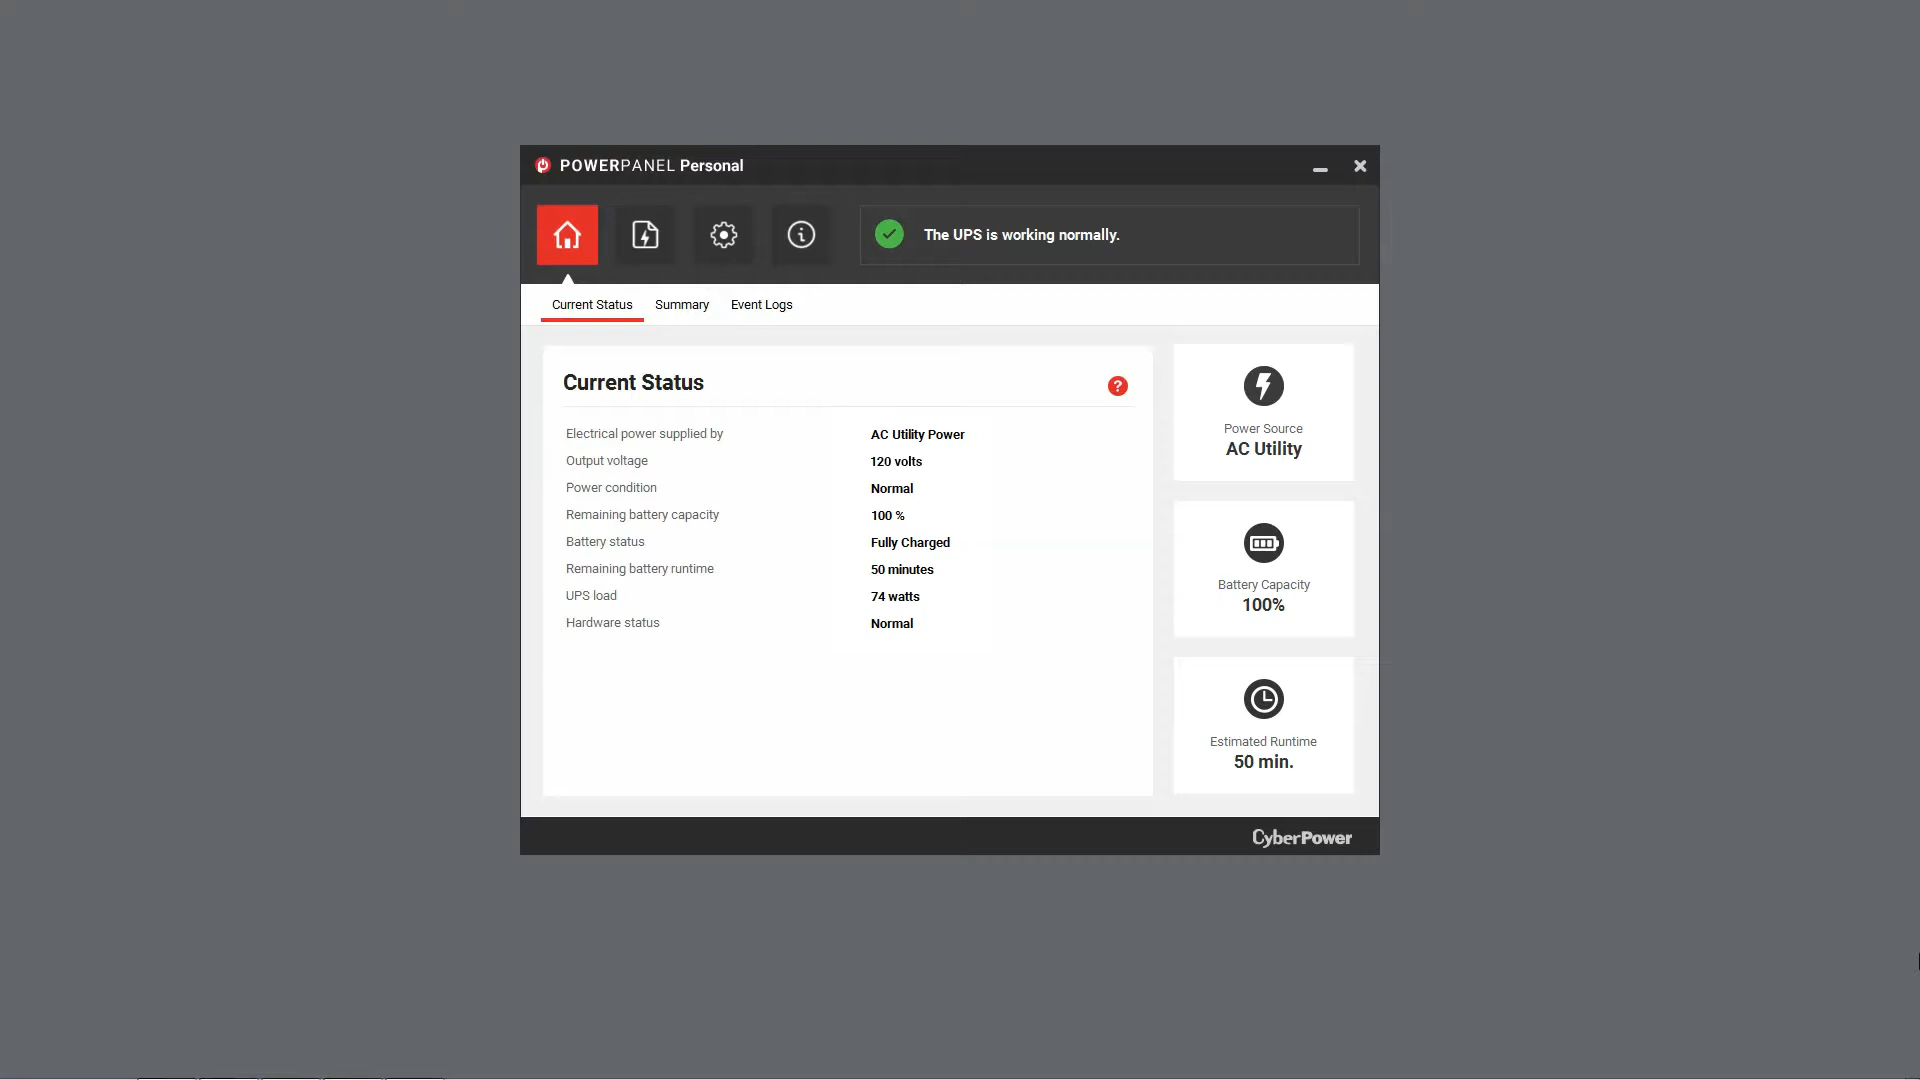 POWERPANEL Personal
The UPS is working normally.
Current Status Summary Event Logs
Current Status
?
Electrical power supplied by AC Utility Power
Output voltage 120 volts
Power condition Normal
Remaining battery capacity 100 %
Battery status Fully Charged
Remaining battery runtime 50 minutes
UPS load 74 watts
Hardware status Normal
Power Source
AC Utility
Battery Capacity
100%
Estimated Runtime
50 min.
CyberPower